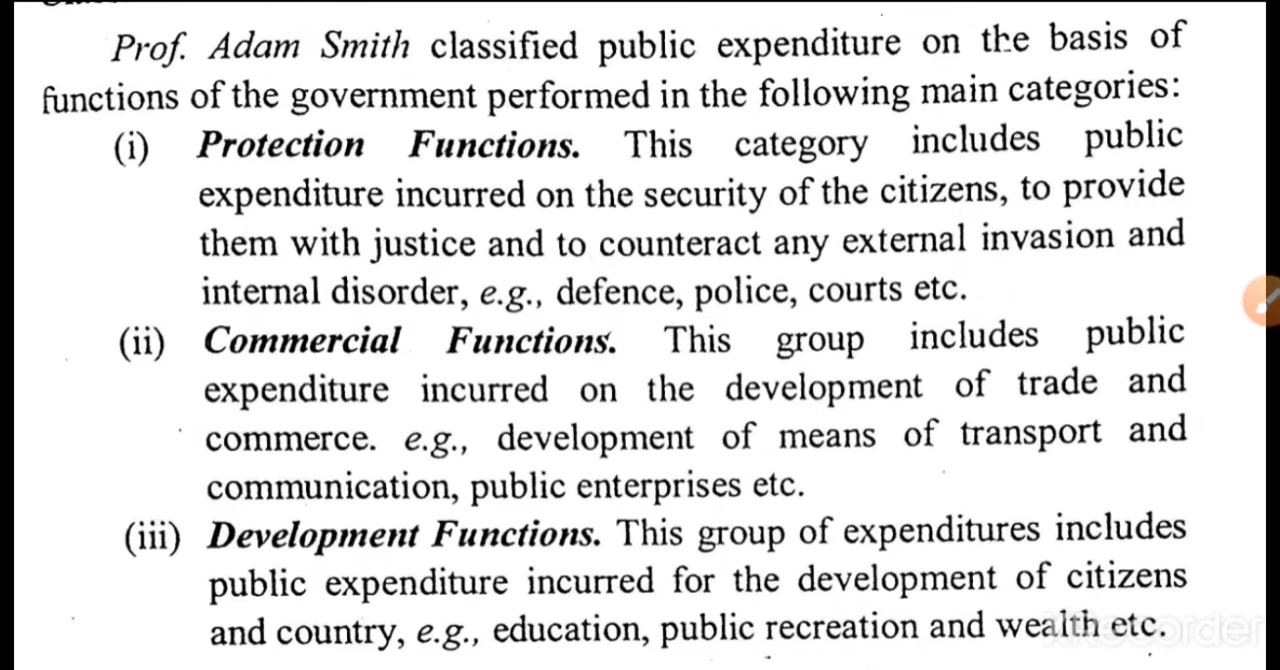 Prof. Adam Smith classified public expenditure on the basis of
functions of the government performed in the following main categories:
(i) Protection Functions. This category includes public
expenditure incurred on the security of the citizens, to provide
them with justice and to counteract any external invasion and
internal disorder, e.g., defence, police, courts etc.
(ii) Commercial Functions. This group includes public
expenditure incurred on the development of trade and
commerce. e.g., development of means of transport and
communication, public enterprises etc.
(iii) Development Functions. This group of expenditures includes
public expenditure incurred for the development of citizens
and country, e.g., education, public recreation and wealth etc.